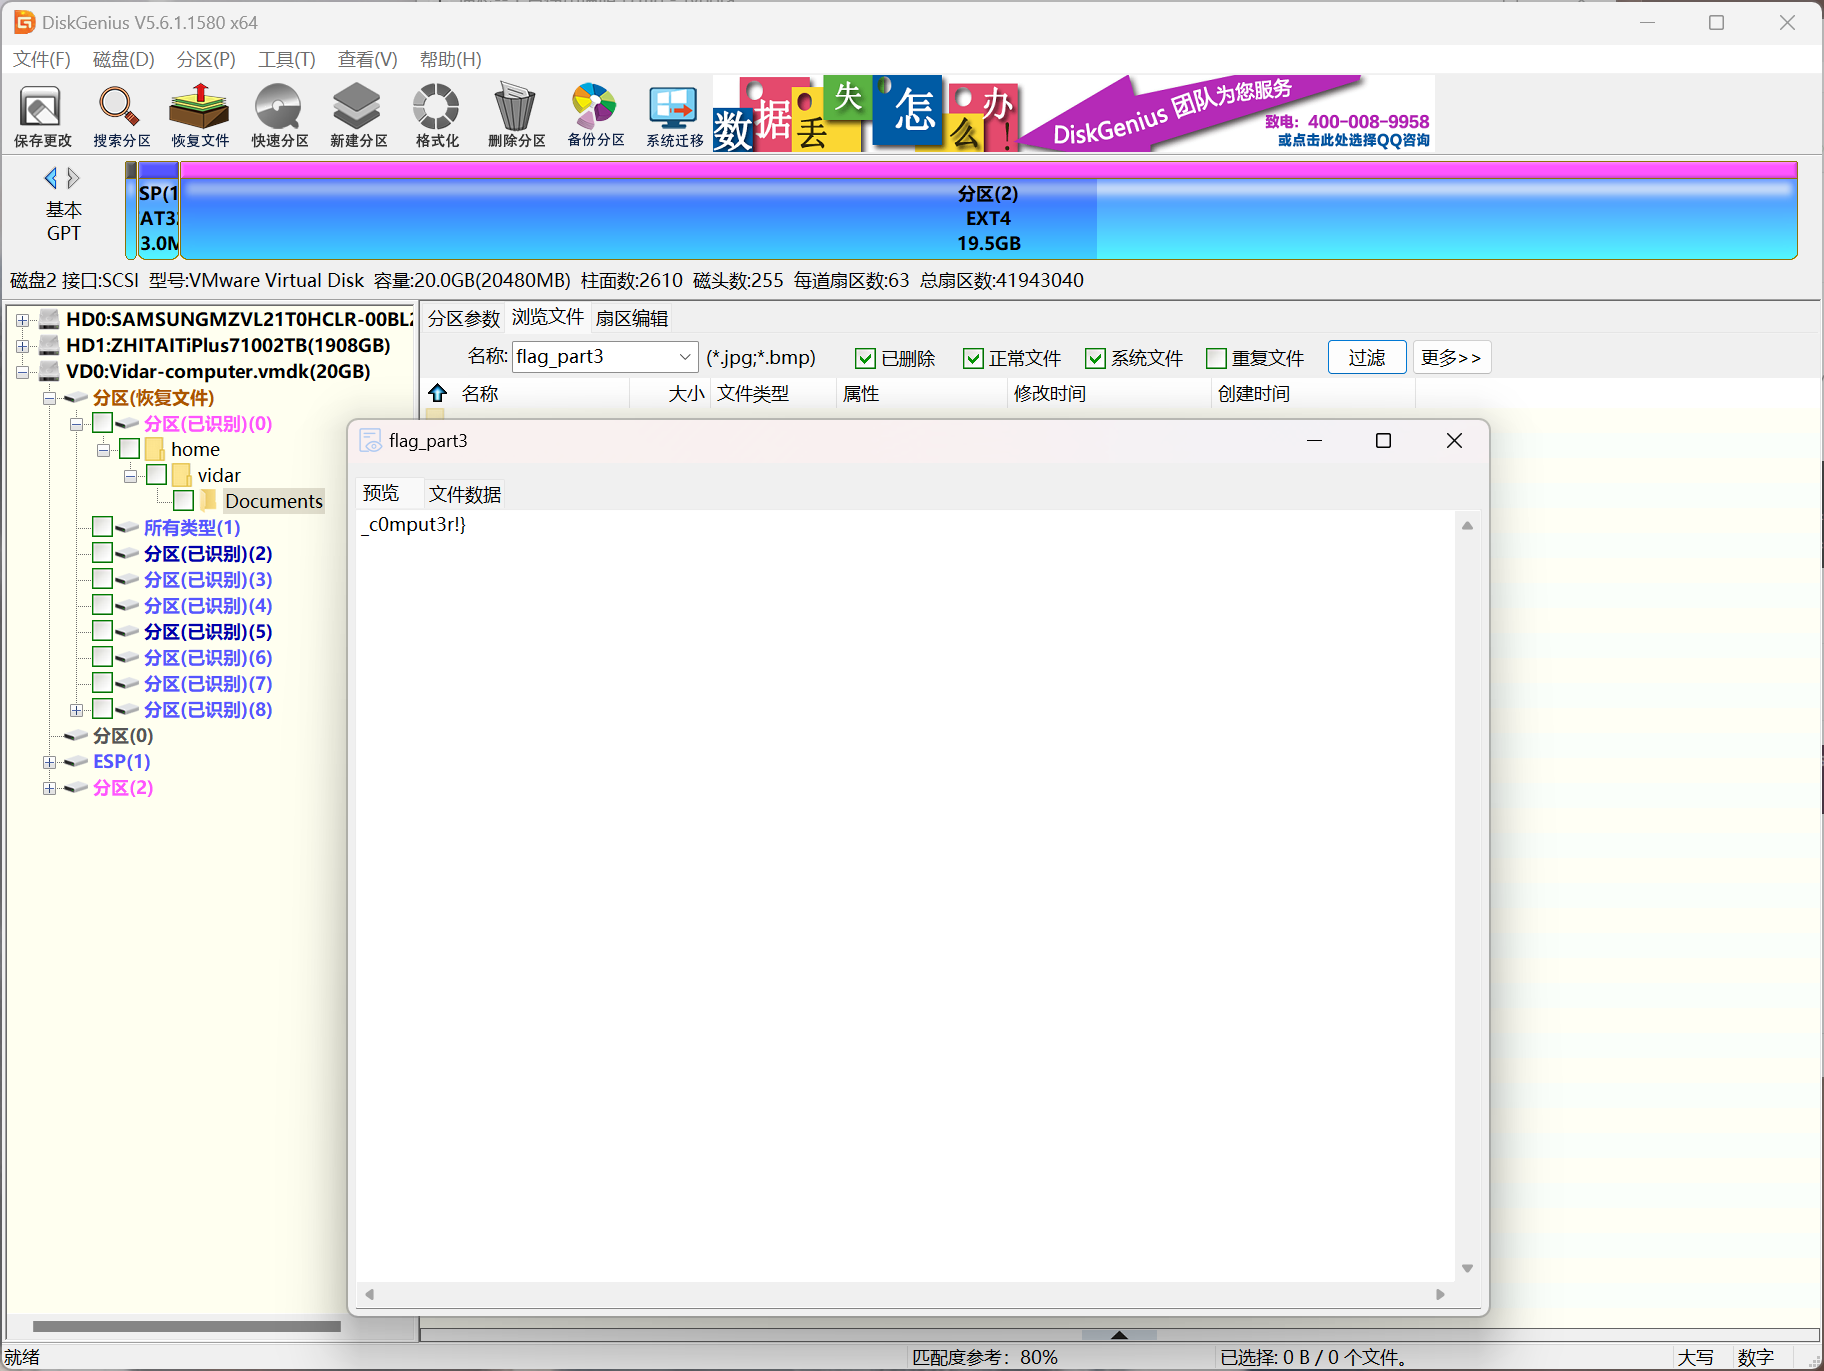 DiskGenius V5.6.1.1580 x64
文件(F) 磁盘(D) 分区(P) 工具(T) 查看(V) 帮助(H)
保存更改 搜索分区 恢复文件 快速分区 新建分区 格式化 删除分区 备份分区 系统迁移
数据丢失怎么办!
DiskGenius 团队为您服务
致电: 400-008-9958
或点击此处选择QQ咨询
基本
GPT
SP(1
AT3
3.0M
分区(2)
EXT4
19.5GB
磁盘2 接口:SCSI 型号:VMware Virtual Disk 容量:20.0GB(20480MB) 柱面数:2610 磁头数:255 每道扇区数:63 总扇区数:41943040
HD0:SAMSUNGMZVL21T0HCLR-00BL2
HD1:ZHITAITiPlus71002TB(1908GB)
VD0:Vidar-computer.vmdk(20GB)
分区(恢复文件)
分区(已识别)(0)
home
vidar
Documents
所有类型(1)
分区(已识别)(2)
分区(已识别)(3)
分区(已识别)(4)
分区(已识别)(5)
分区(已识别)(6)
分区(已识别)(7)
分区(已识别)(8)
分区(0)
ESP(1)
分区(2)
分区参数 浏览文件 扇区编辑
名称: flag_part3 (*.jpg;*.bmp) 已删除 正常文件 系统文件 重复文件 过滤 更多>>
名称 大小 文件类型 属性 修改时间 创建时间
flag_part3
预览 文件数据
_c0mput3r!}
就绪 匹配度参考: 80% 已选择: 0 B / 0 个文件。 大写 数字